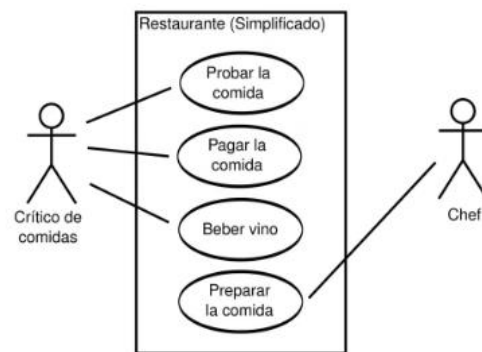 Restaurante (Simplificado)
Probar la
comida
Pagar la
comida
Beber vino
Preparar
la comida
Crítico de
comidas
Chef